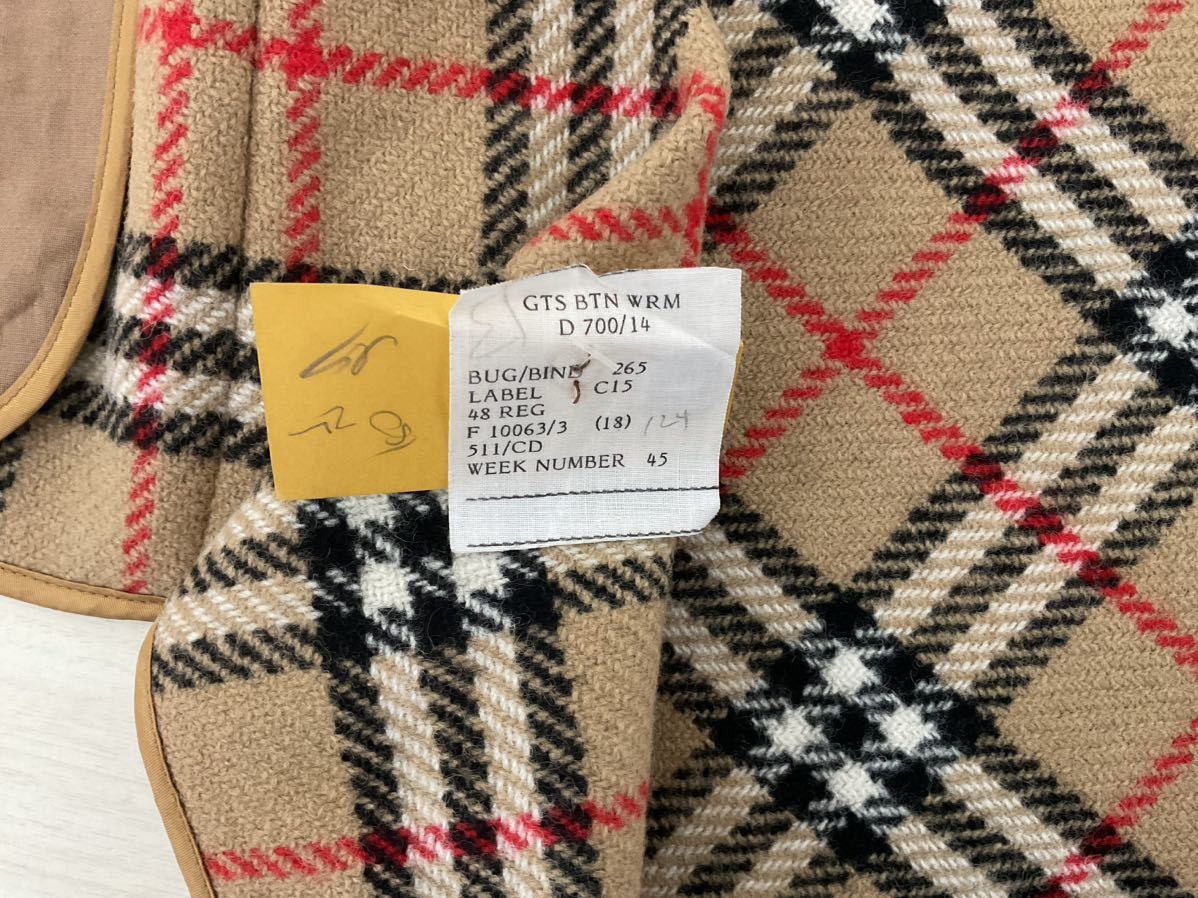 GTS BTN WRM
D 700/14
BUG/BIND 265
LABEL C15
48 REG
F 10063/3 (18) 124
511/CD
WEEK NUMBER 45